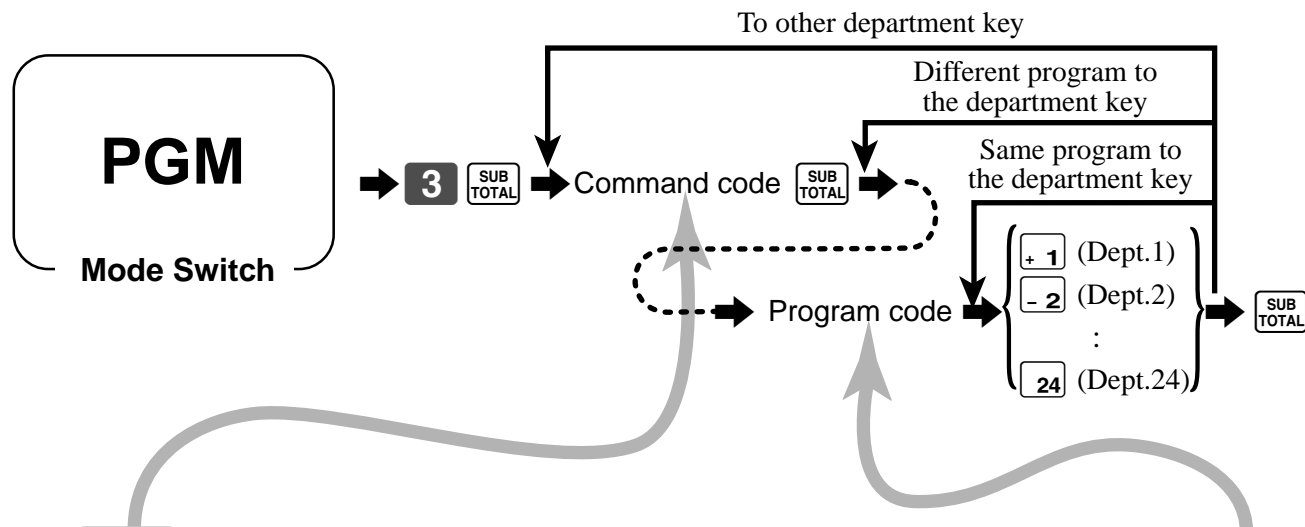 To other department key
Different program to
the department key
Same program to
the department key
PGM
Mode Switch
3 SUB TOTAL Command code SUB TOTAL
+ 1 (Dept.1)
Program code - 2 (Dept.2) SUB TOTAL
:
24 (Dept.24)